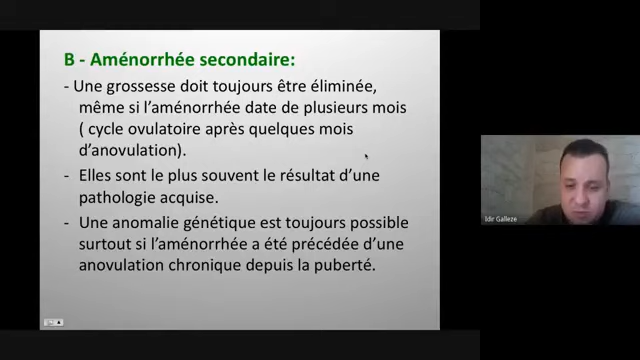 B - Aménorrhée secondaire:
- Une grossesse doit toujours être éliminée,
même si l'aménorrhée date de plusieurs mois
( cycle ovulatoire après quelques mois
d'anovulation).
- Elles sont le plus souvent le résultat d'une
pathologie acquise.
- Une anomalie génétique est toujours possible
surtout si l'aménorrhée a été précédée d'une
anovulation chronique depuis la puberté.
Idir Galleze